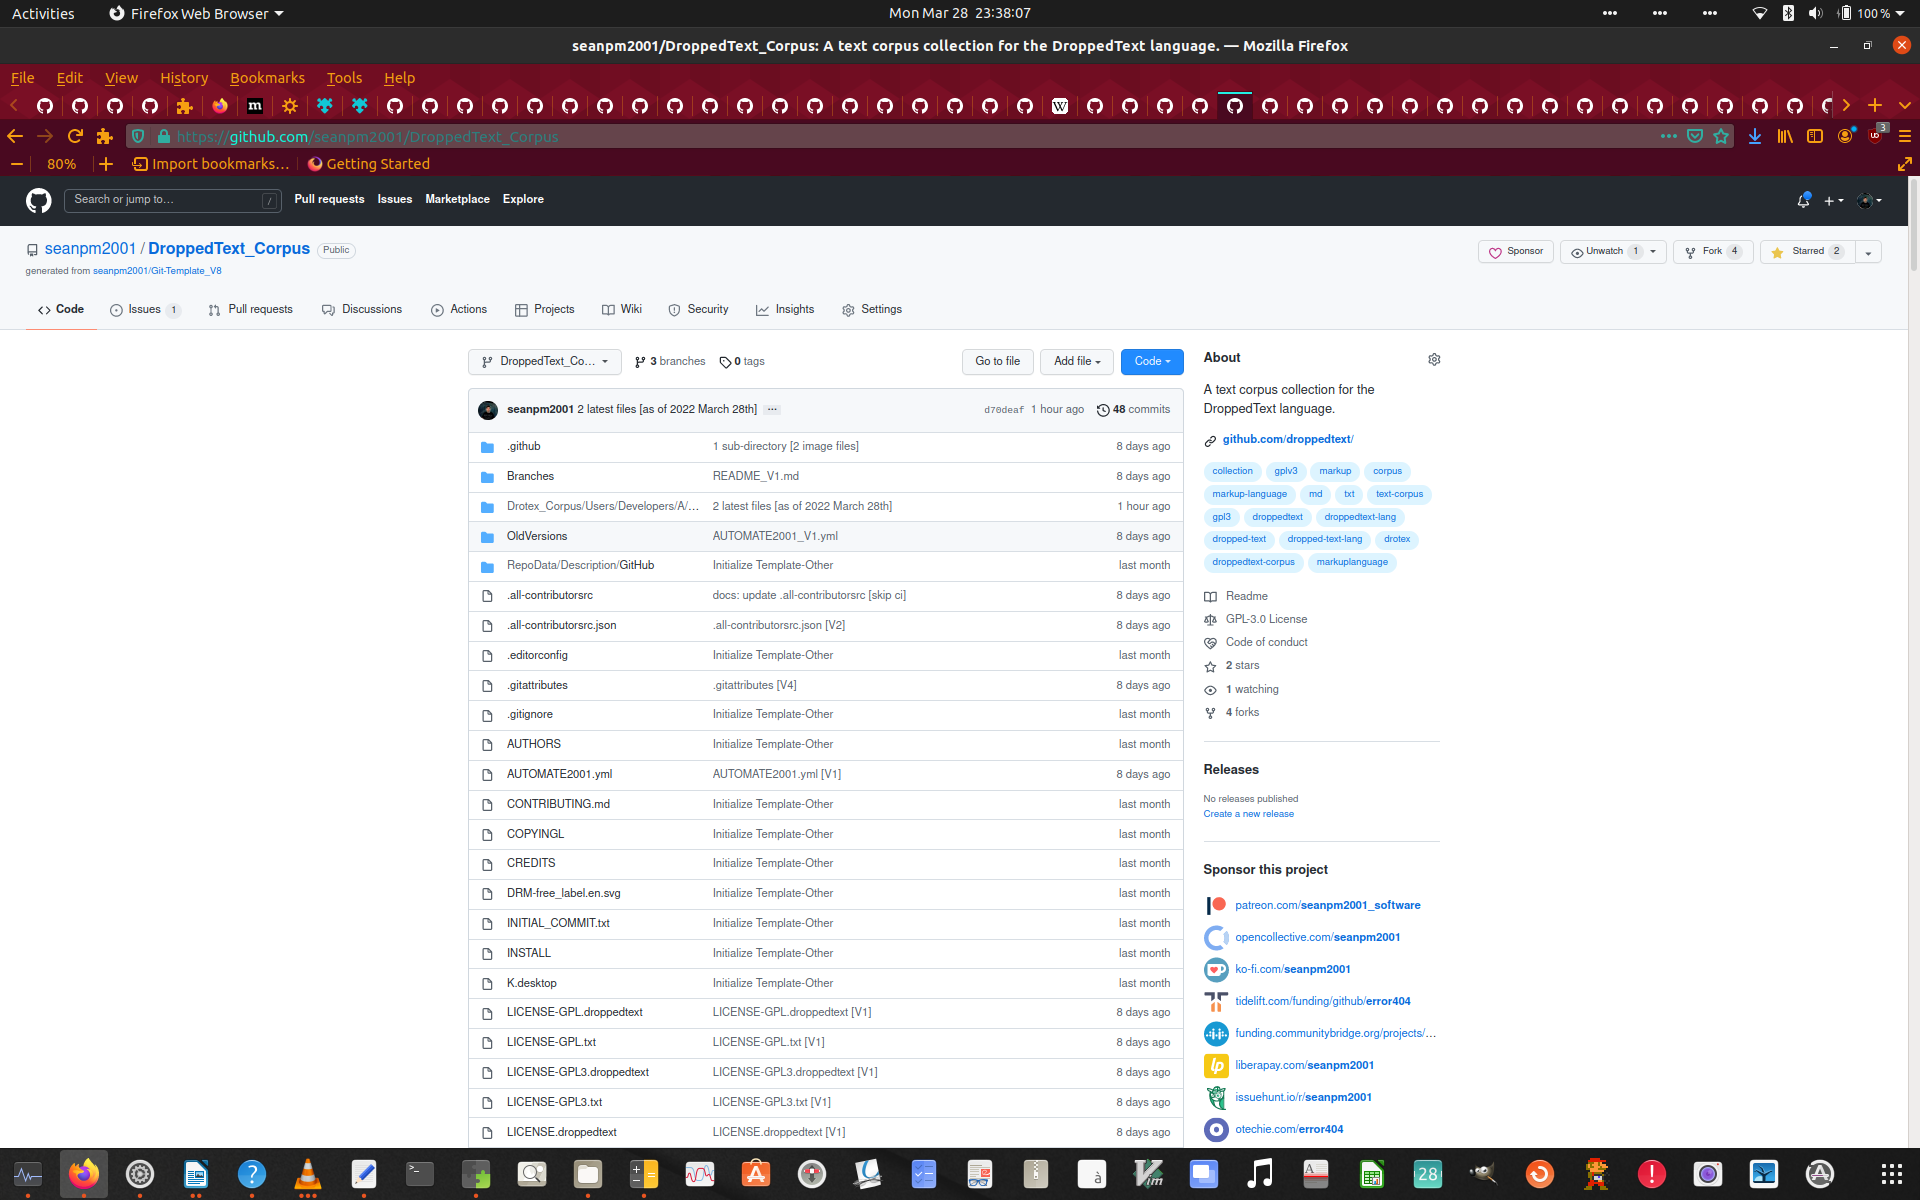 Activities Firefox Web Browser Mon Mar 28 23:38:07 100 %
seanpm2001/DroppedText_Corpus: A text corpus collection for the DroppedText language. — Mozilla Firefox
File Edit View History Bookmarks Tools Help
https://github.com/seanpm2001/DroppedText_Corpus 3
80% Import bookmarks... Getting Started
Search or jump to... / Pull requests Issues Marketplace Explore
seanpm2001 / DroppedText_Corpus Public
generated from seanpm2001/Git-Template_V8
Sponsor Unwatch 1 Fork 4 Starred 2
Code Issues 1 Pull requests Discussions Actions Projects Wiki Security Insights Settings
DroppedText_Co... 3 branches 0 tags Go to file Add file Code
seanpm2001 2 latest files [as of 2022 March 28th] ... d70deaf 1 hour ago 48 commits
.github 1 sub-directory [2 image files] 8 days ago
Branches README_V1.md 8 days ago
Drotex_Corpus/Users/Developers/A/... 2 latest files [as of 2022 March 28th] 1 hour ago
OldVersions AUTOMATE2001_V1.yml 8 days ago
RepoData/Description/GitHub Initialize Template-Other last month
.all-contributorsrc docs: update .all-contributorsrc [skip ci] 8 days ago
.all-contributorsrc.json .all-contributorsrc.json [V2] 8 days ago
.editorconfig Initialize Template-Other last month
.gitattributes .gitattributes [V4] 8 days ago
.gitignore Initialize Template-Other last month
AUTHORS Initialize Template-Other last month
AUTOMATE2001.yml AUTOMATE2001.yml [V1] 8 days ago
CONTRIBUTING.md Initialize Template-Other last month
COPYINGL Initialize Template-Other last month
CREDITS Initialize Template-Other last month
DRM-free_label.en.svg Initialize Template-Other last month
INITIAL_COMMIT.txt Initialize Template-Other last month
INSTALL Initialize Template-Other last month
K.desktop Initialize Template-Other last month
LICENSE-GPL.droppedtext LICENSE-GPL.droppedtext [V1] 8 days ago
LICENSE-GPL.txt LICENSE-GPL.txt [V1] 8 days ago
LICENSE-GPL3.droppedtext LICENSE-GPL3.droppedtext [V1] 8 days ago
LICENSE-GPL3.txt LICENSE-GPL3.txt [V1] 8 days ago
LICENSE.droppedtext LICENSE.droppedtext [V1] 8 days ago
About
A text corpus collection for the
DroppedText language.
github.com/droppedtext/
collection gplv3 markup corpus
markup-language md txt text-corpus
gpl3 droppedtext droppedtext-lang
dropped-text dropped-text-lang drotex
droppedtext-corpus markuplanguage
Readme
GPL-3.0 License
Code of conduct
2 stars
1 watching
4 forks
Releases
No releases published
Create a new release
Sponsor this project
patreon.com/seanpm2001_software
opencollective.com/seanpm2001
ko-fi.com/seanpm2001
tidelift.com/funding/github/error404
funding.communitybridge.org/projects/...
lp liberapay.com/seanpm2001
issuehunt.io/r/seanpm2001
otechie.com/error404
28